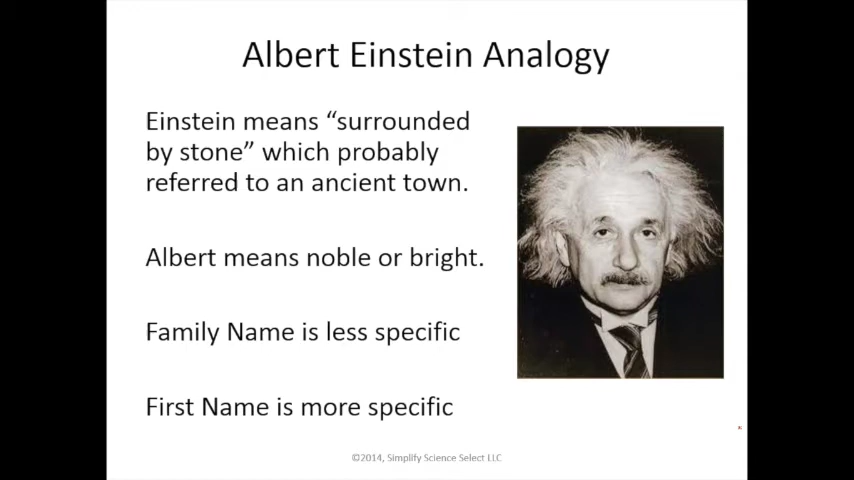 Albert Einstein Analogy
Einstein means “surrounded
by stone” which probably
referred to an ancient town.
Albert means noble or bright.
Family Name is less specific
First Name is more specific
©2014, Simplify Science Select LLC